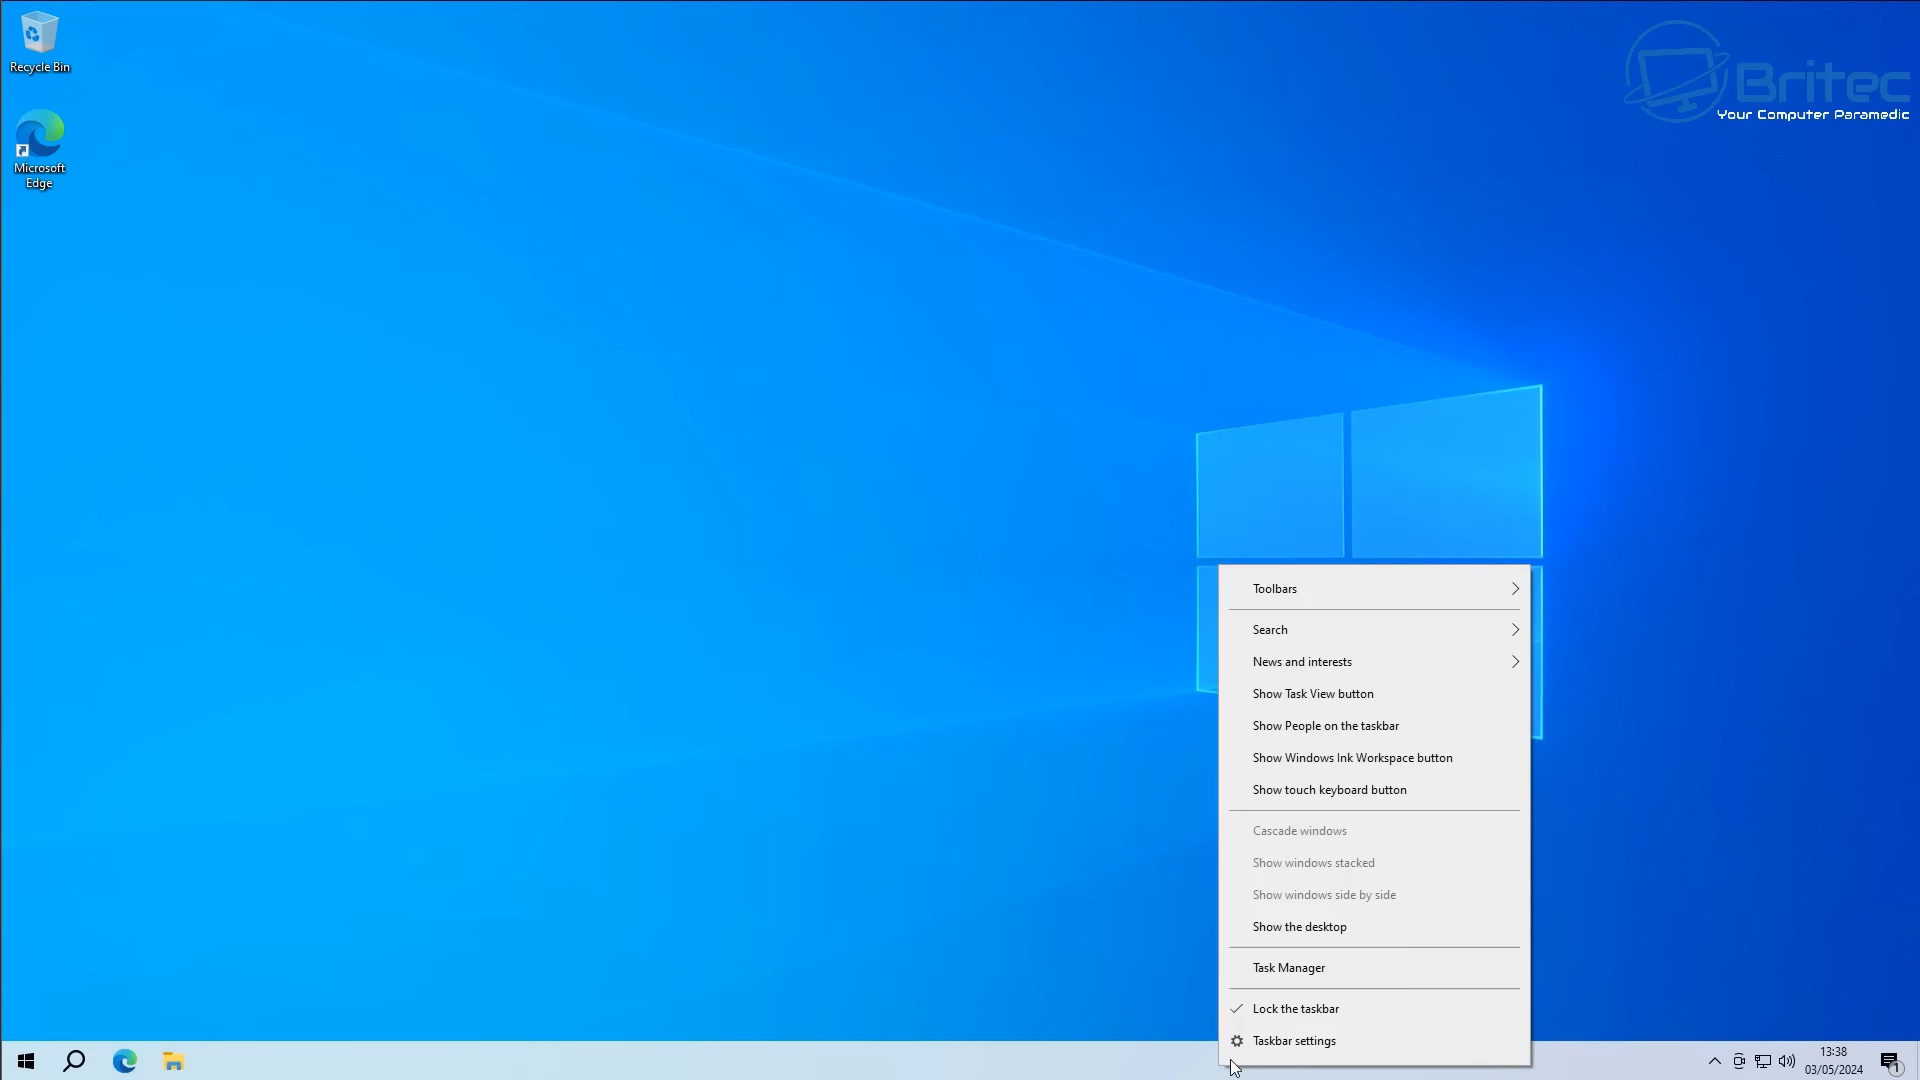 Recycle Bin
Microsoft
Edge
Britec
Your Computer Paramedic
Toolbars
Search
News and interests
Show Task View button
Show People on the taskbar
Show Windows Ink Workspace button
Show touch keyboard button
Cascade windows
Show windows stacked
Show windows side by side
Show the desktop
Task Manager
Lock the taskbar
Taskbar settings
13:38
03/05/2024
1